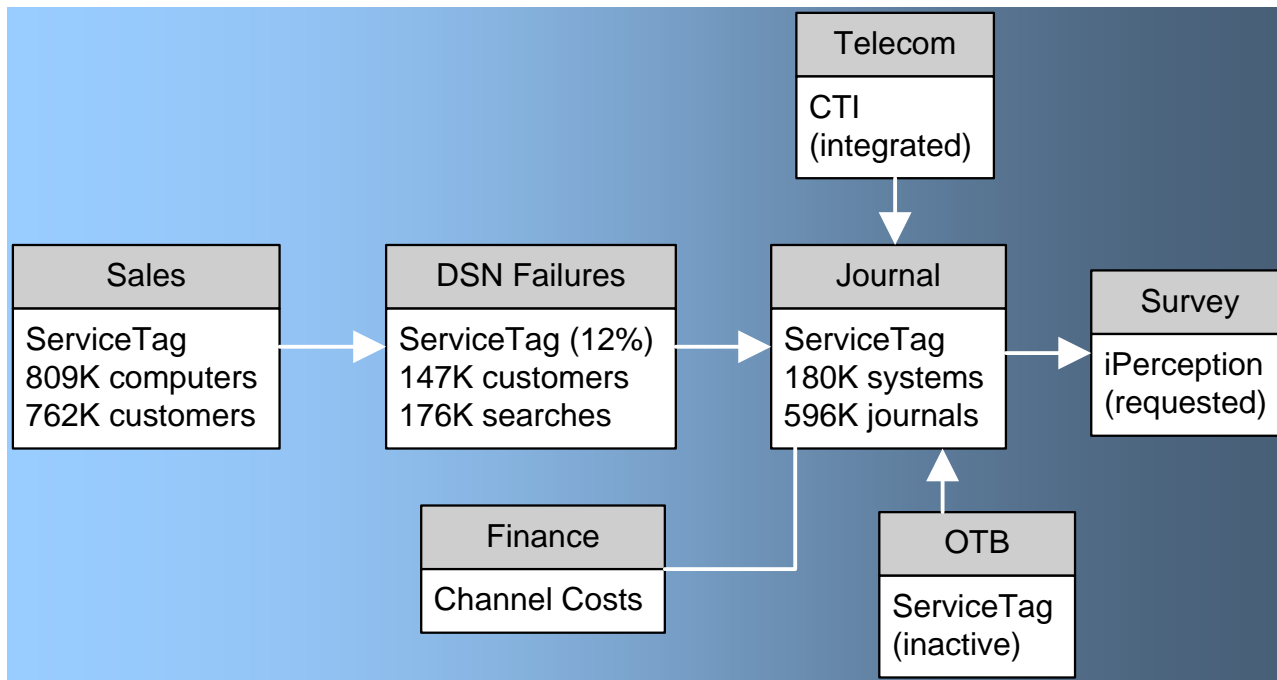 Telecom
CTI
(integrated)
Sales
ServiceTag
809K computers
762K customers
DSN Failures
ServiceTag (12%)
147K customers
176K searches
Journal
ServiceTag
180K systems
596K journals
Survey
iPerception
(requested)
Finance
Channel Costs
OTB
ServiceTag
(inactive)